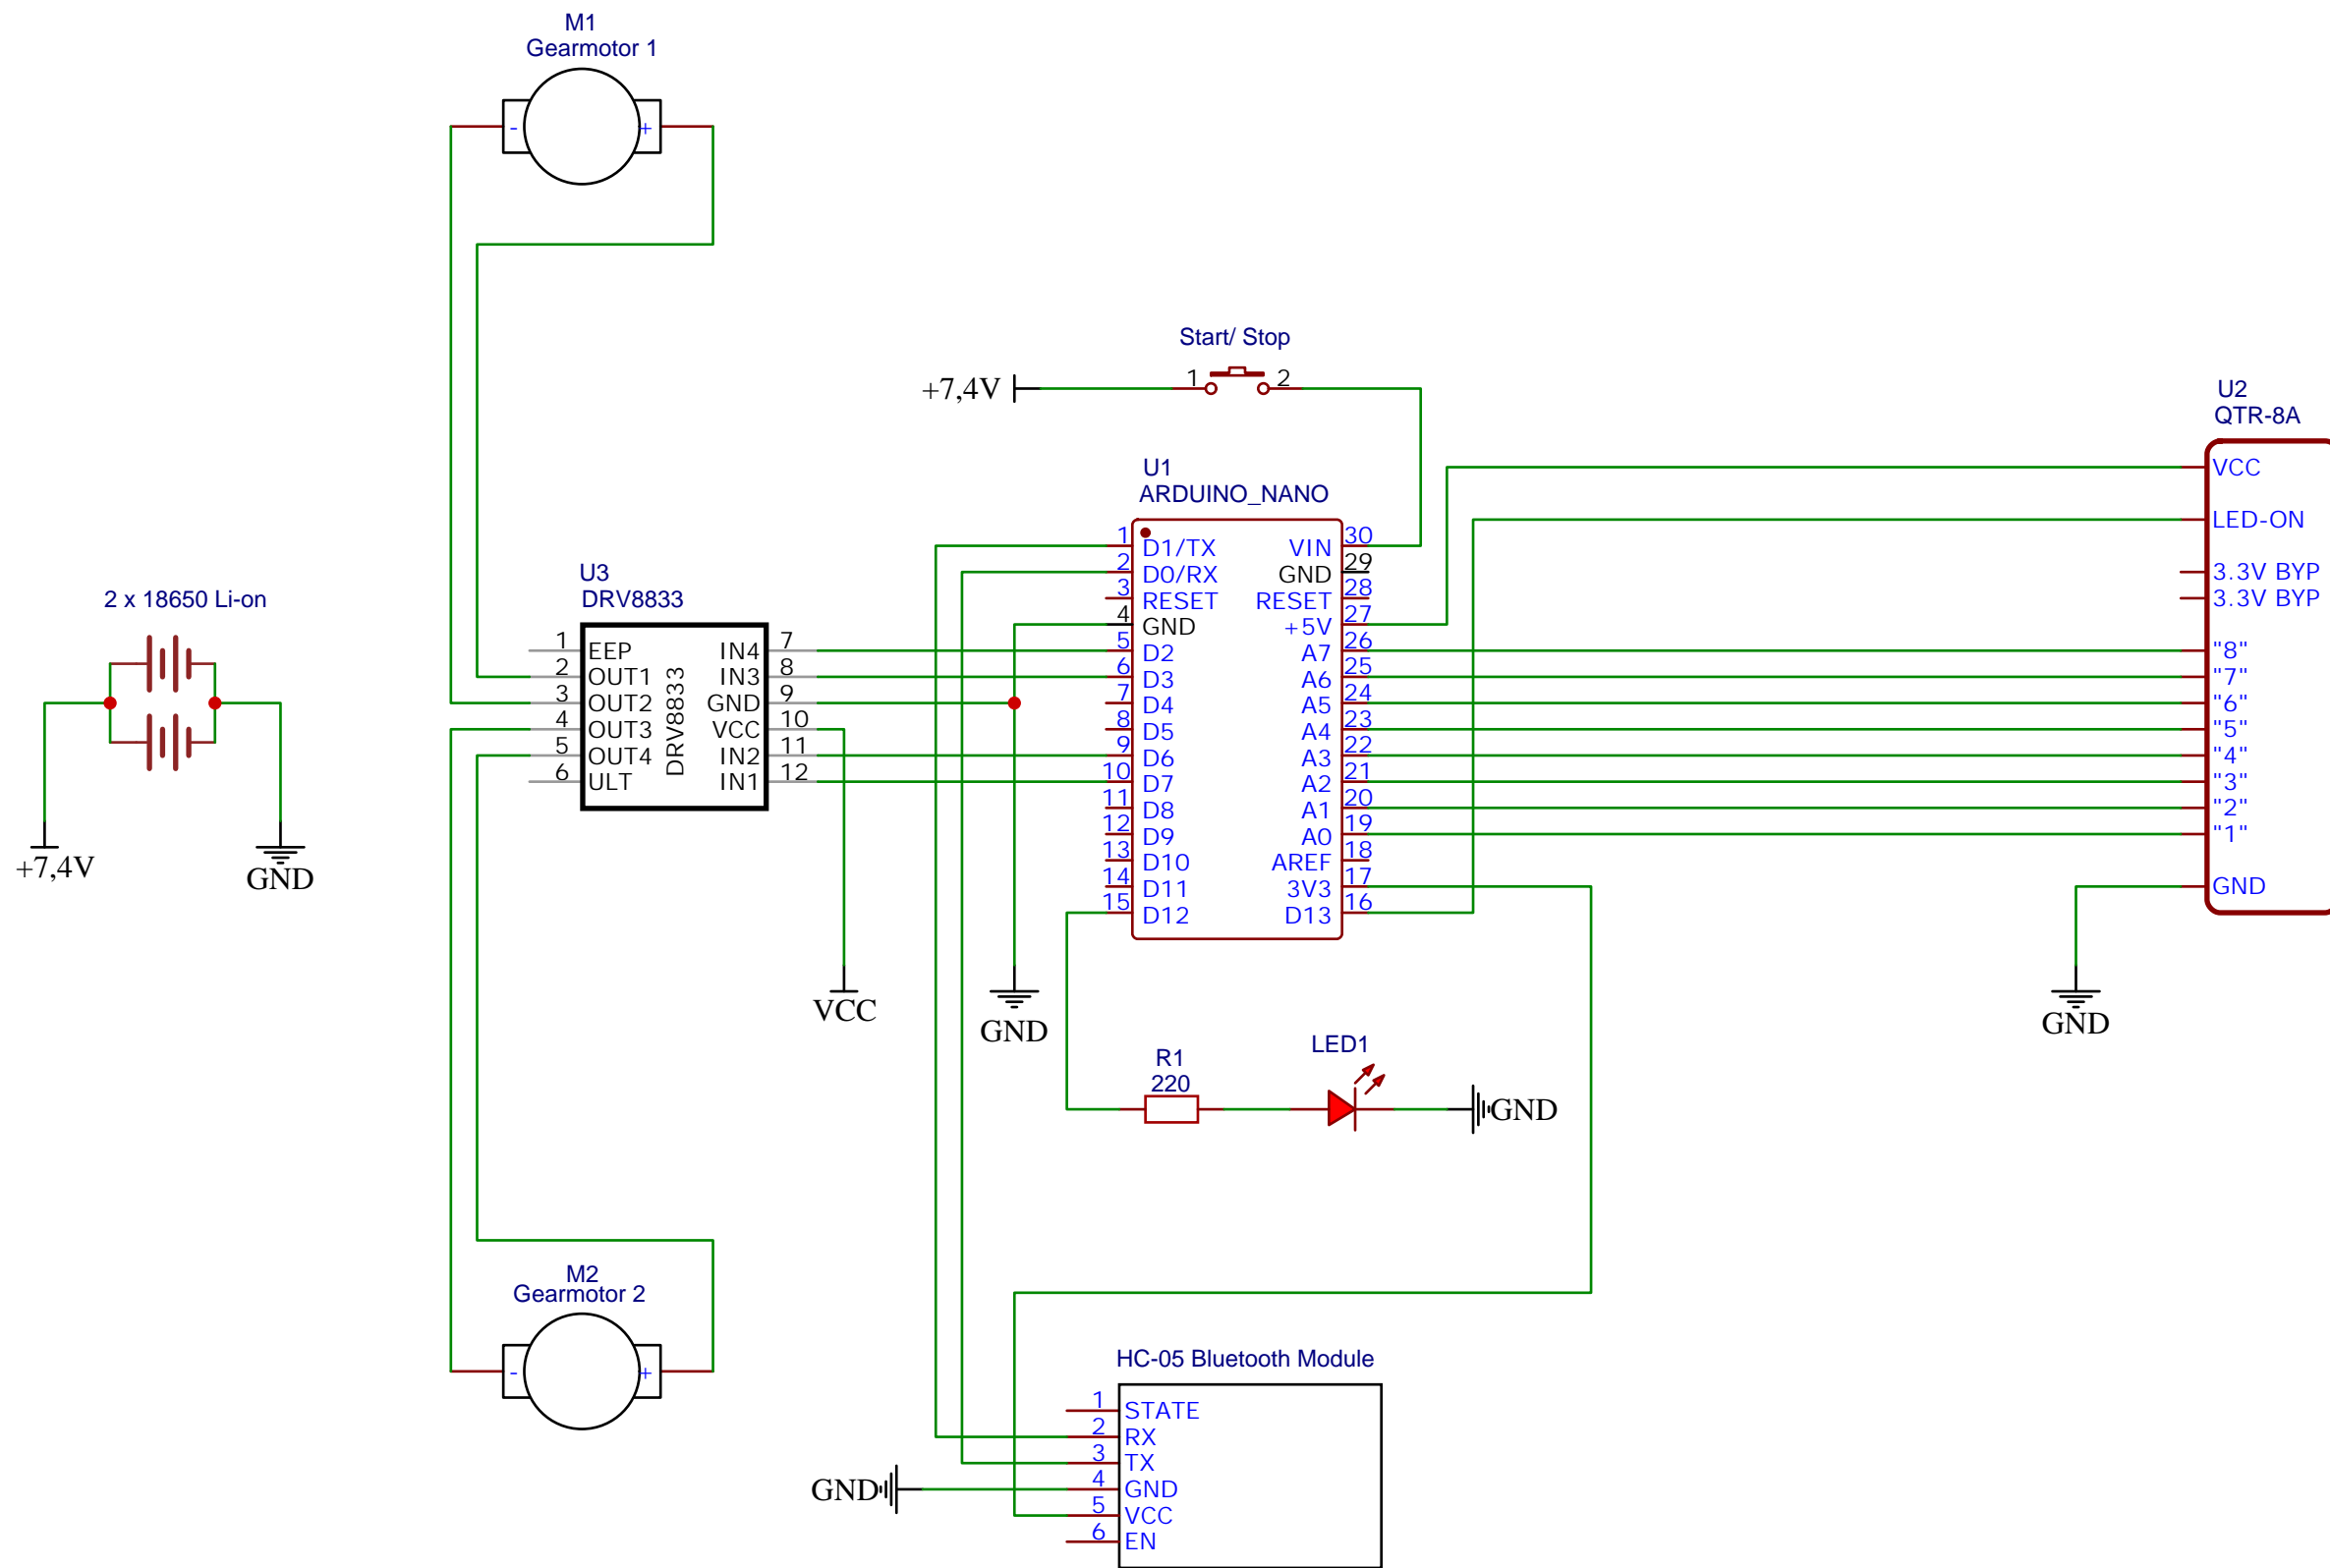 M1
Gearmotor 1
- +
Start/ Stop
+7,4V 1 2
U2
QTR-8A
VCC
LED-ON
3.3V BYP
3.3V BYP
"8"
"7"
"6"
"5"
"4"
"3"
"2"
"1"
GND
GND
U1
ARDUINO_NANO
1 D1/TX VIN 30
2 D0/RX GND 29
3 RESET RESET 28
4 GND +5V 27
5 D2 A7 26
6 D3 A6 25
7 D4 A5 24
8 D5 A4 23
9 D6 A3 22
10 D7 A2 21
11 D8 A1 20
12 D9 A0 19
13 D10 AREF 18
14 D11 3V3 17
15 D12 D13 16
U3
DRV8833
1 EEP IN4 7
2 OUT1 IN3 8
3 OUT2 GND 9
4 OUT3 VCC 10
5 OUT4 IN2 11
6 ULT IN1 12
DRV8833
2 x 18650 Li-on
+7,4V
GND
VCC
GND
R1
220
LED1
GND
M2
Gearmotor 2
- +
HC-05 Bluetooth Module
1 STATE
2 RX
3 TX
4 GND
5 VCC
6 EN
GND